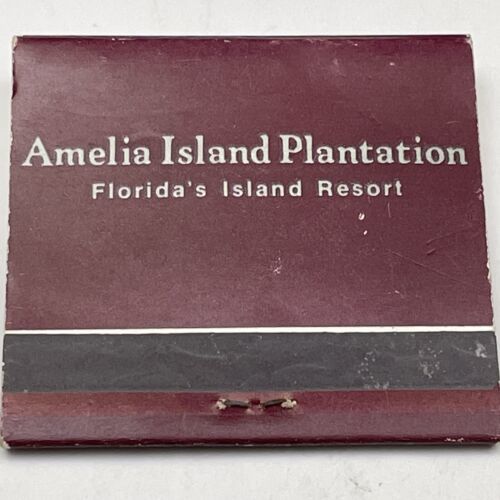 Amelia Island Plantation
Florida's Island Resort